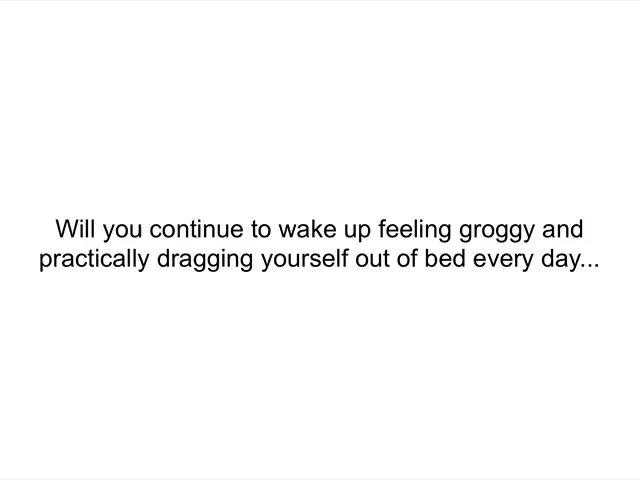 Will you continue to wake up feeling groggy and
practically dragging yourself out of bed every day...